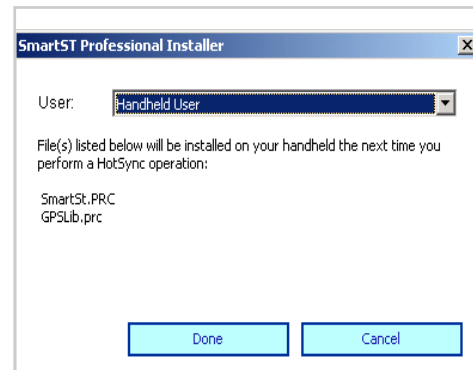 SmartST Professional Installer
User: Handheld User
File(s) listed below will be installed on your handheld the next time you
perform a HotSync operation:
SmartSt.PRC
GPSLib.prc
Done Cancel